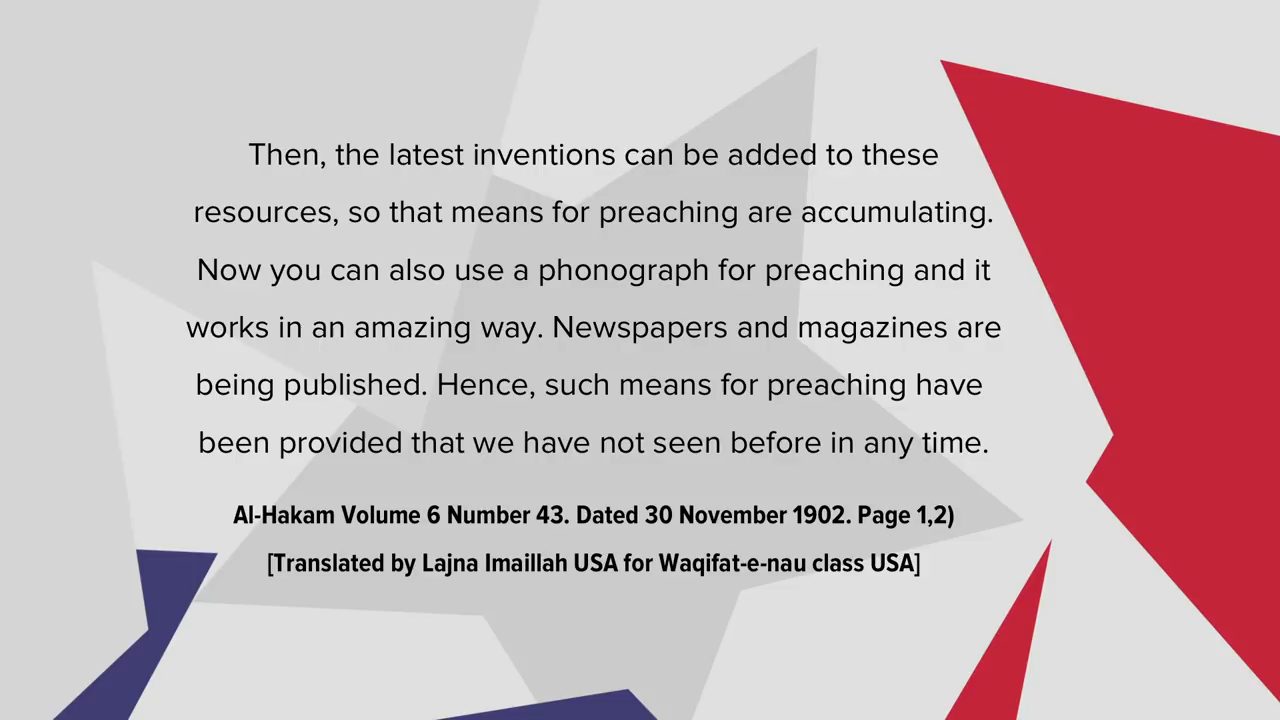 Then, the latest inventions can be added to these
resources, so that means for preaching are accumulating.
Now you can also use a phonograph for preaching and it
works in an amazing way. Newspapers and magazines are
being published. Hence, such means for preaching have
been provided that we have not seen before in any time.
Al-Hakam Volume 6 Number 43. Dated 30 November 1902. Page 1,2)
[Translated by Lajna Imaillah USA for Waqifat-e-nau class USA]